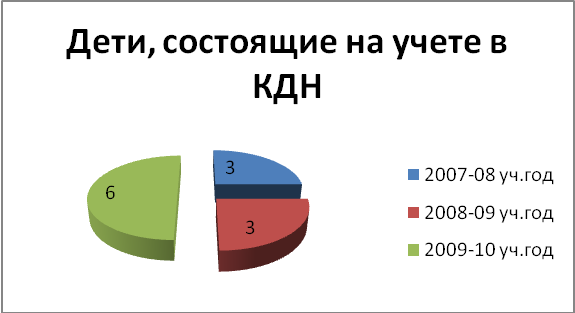 Дети, состоящие на учете в
КДН
3
3
6
2007-08 уч.год
2008-09 уч.год
2009-10 уч.год